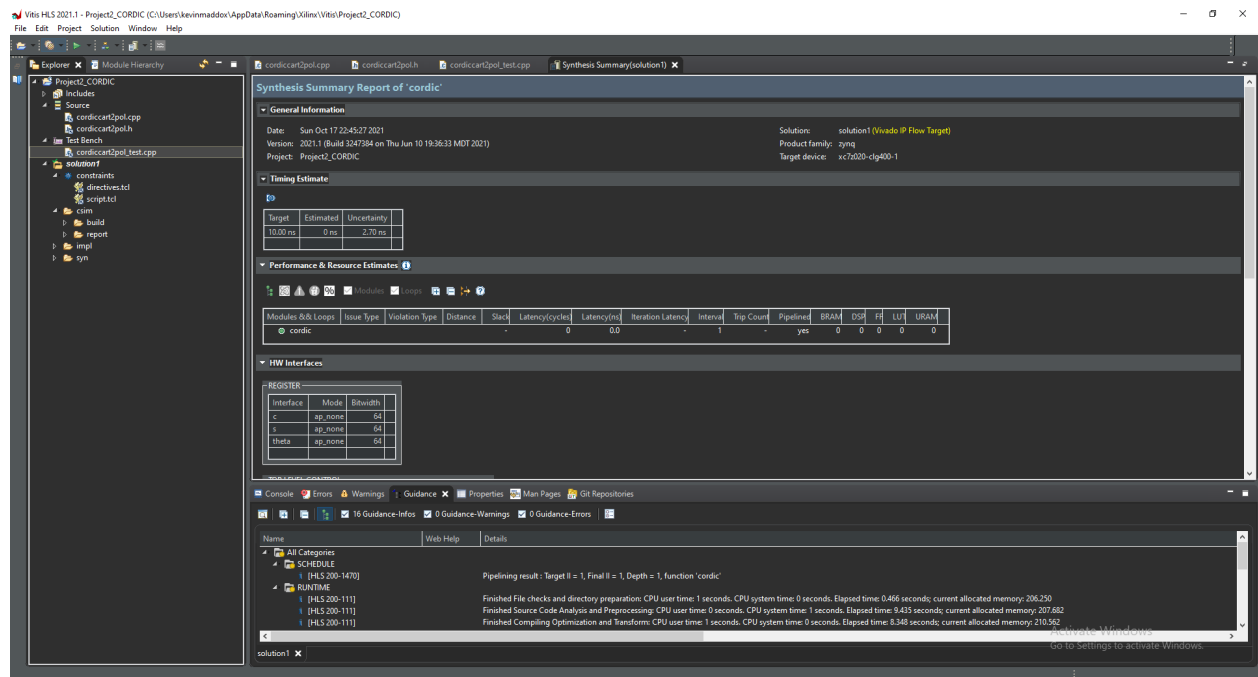 Vitis HLS 2021.1 - Project2_CORDIC (C:\Users\kevinmaddox\AppData\Roaming\Xilinx\Vitis\Project2_CORDIC)
File Edit Project Solution Window Help
Explorer Module Hierarchy
Project2_CORDIC
Includes
Source
cordiccart2pol.cpp
cordiccart2pol.h
Test Bench
cordiccart2pol_test.cpp
solution1
constraints
directives.tcl
script.tcl
csim
build
report
impl
syn
cordiccart2pol.cpp cordiccart2pol.h cordiccart2pol_test.cpp Synthesis Summary(solution1)
Synthesis Summary Report of 'cordic'
General Information
Date: Sun Oct 17 22:45:27 2021 Solution: solution1 (Vivado IP Flow Target)
Version: 2021.1 (Build 3247384 on Thu Jun 10 19:36:33 MDT 2021) Product family: zynq
Project: Project2_CORDIC Target device: xc7z020-clg400-1
Timing Estimate
Target Estimated Uncertainty
10.00 ns 0 ns 2.70 ns
Performance & Resource Estimates
% Modules Loops
Modules && Loops Issue Type Violation Type Distance Slack Latency(cycles) Latency(ns) Iteration Latency Interval Trip Count Pipelined BRAM DSP FF LUT URAM
cordic - 0 0.0 - 1 - yes 0 0 0 0 0
HW Interfaces
REGISTER
Interface Mode Bitwidth
c ap_none 64
s ap_none 64
theta ap_none 64
TOP LEVEL CONTROL
Console Errors Warnings Guidance Properties Man Pages Git Repositories
16 Guidance-Infos 0 Guidance-Warnings 0 Guidance-Errors
Name Web Help Details
All Categories
SCHEDULE
[HLS 200-1470] Pipelining result : Target II = 1, Final II = 1, Depth = 1, function 'cordic'
RUNTIME
[HLS 200-111] Finished File checks and directory preparation: CPU user time: 1 seconds. CPU system time: 0 seconds. Elapsed time: 0.466 seconds; current allocated memory: 206.250
[HLS 200-111] Finished Source Code Analysis and Preprocessing: CPU user time: 0 seconds. CPU system time: 1 seconds. Elapsed time: 9.435 seconds; current allocated memory: 207.682
[HLS 200-111] Finished Compiling Optimization and Transform: CPU user time: 1 seconds. CPU system time: 0 seconds. Elapsed time: 8.348 seconds; current allocated memory: 210.562
Activate Windows
Go to Settings to activate Windows.
solution1